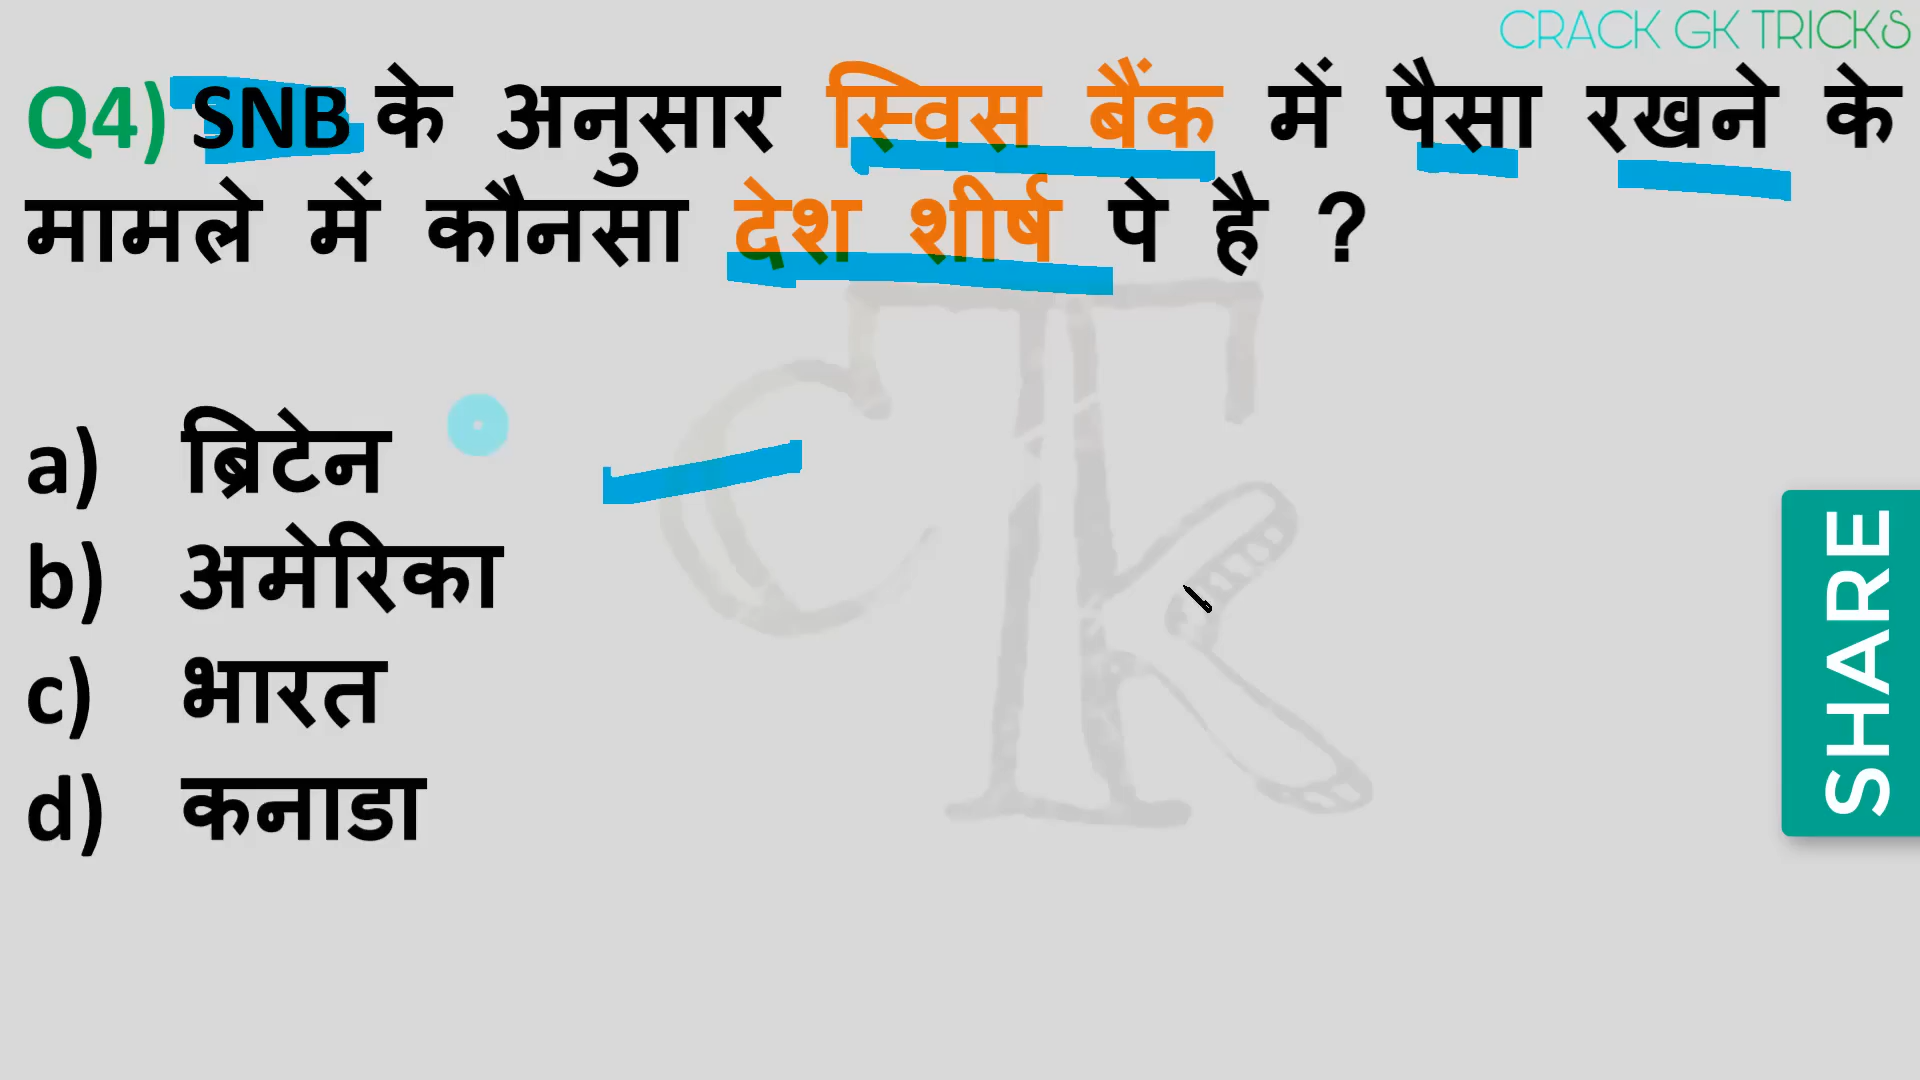 CRACK GK TRICKS
Q4) SNB के अनुसार स्विस बैंक में पैसा रखने के
मामले में कौनसा देश शीर्ष पे है ?
a) ब्रिटेन
b) अमेरिका
c) भारत
d) कनाडा
SHARE